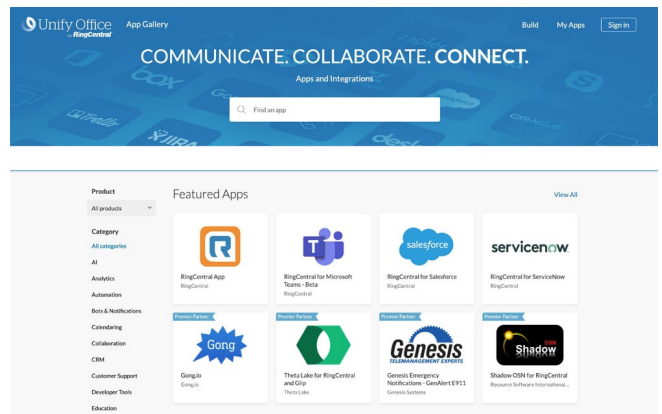 Unify Office
by RingCentral
App Gallery
Build
My Apps
Sign in
COMMUNICATE. COLLABORATE. CONNECT.
Apps and Integrations
Find an app
box
Trello
JIRA
desk
ORACLE
Product
All products
Category
All categories
AI
Analytics
Automation
Bots & Notifications
Calendaring
Collaboration
CRM
Customer Support
Developer Tools
Education
Featured Apps
View All
RingCentral App
RingCentral
RingCentral for Microsoft
Teams - Beta
RingCentral
salesforce
RingCentral for Salesforce
RingCentral
servicenow
RingCentral for ServiceNow
RingCentral
Premier Partner
Gong
Gong.io
Gong.io
Premier Partner
Theta Lake for RingCentral
and Glip
Theta Lake
Premier Partner
Genesis
TELEMANAGEMENT EXPERTS
Genesis Emergency
Notifications - GenAlert E911
Genesis Systems
Premier Partner
OSN
Shadow
Shadow OSN for RingCentral
Resource Software International...